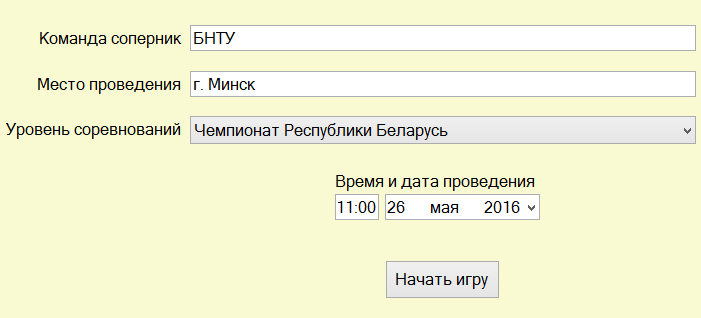 Команда соперник БНТУ
Место проведения г. Минск
Уровень соревнований Чемпионат Республики Беларусь
Время и дата проведения
11:00 26 мая 2016
Начать игру